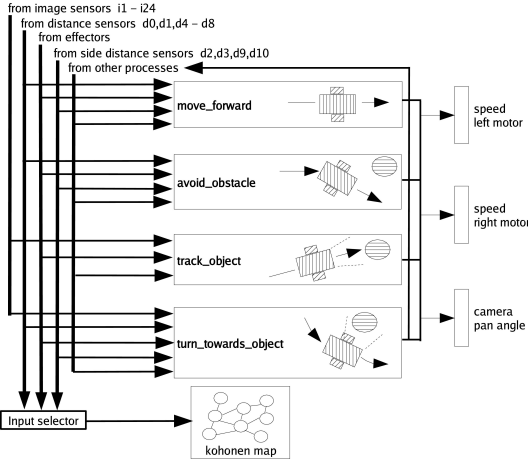 from image sensors i1 – i24
from distance sensors d0,d1,d4 – d8
from effectors
from side distance sensors d2,d3,d9,d10
from other processes
move_forward
speed
left motor
avoid_obstacle
speed
right motor
track_object
camera
pan angle
turn_towards_object
Input selector
kohonen map